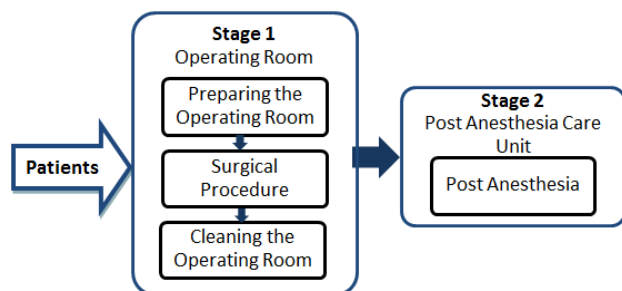 Patients
Stage 1
Operating Room
Preparing the
Operating Room
Surgical
Procedure
Cleaning the
Operating Room
Stage 2
Post Anesthesia Care
Unit
Post Anesthesia